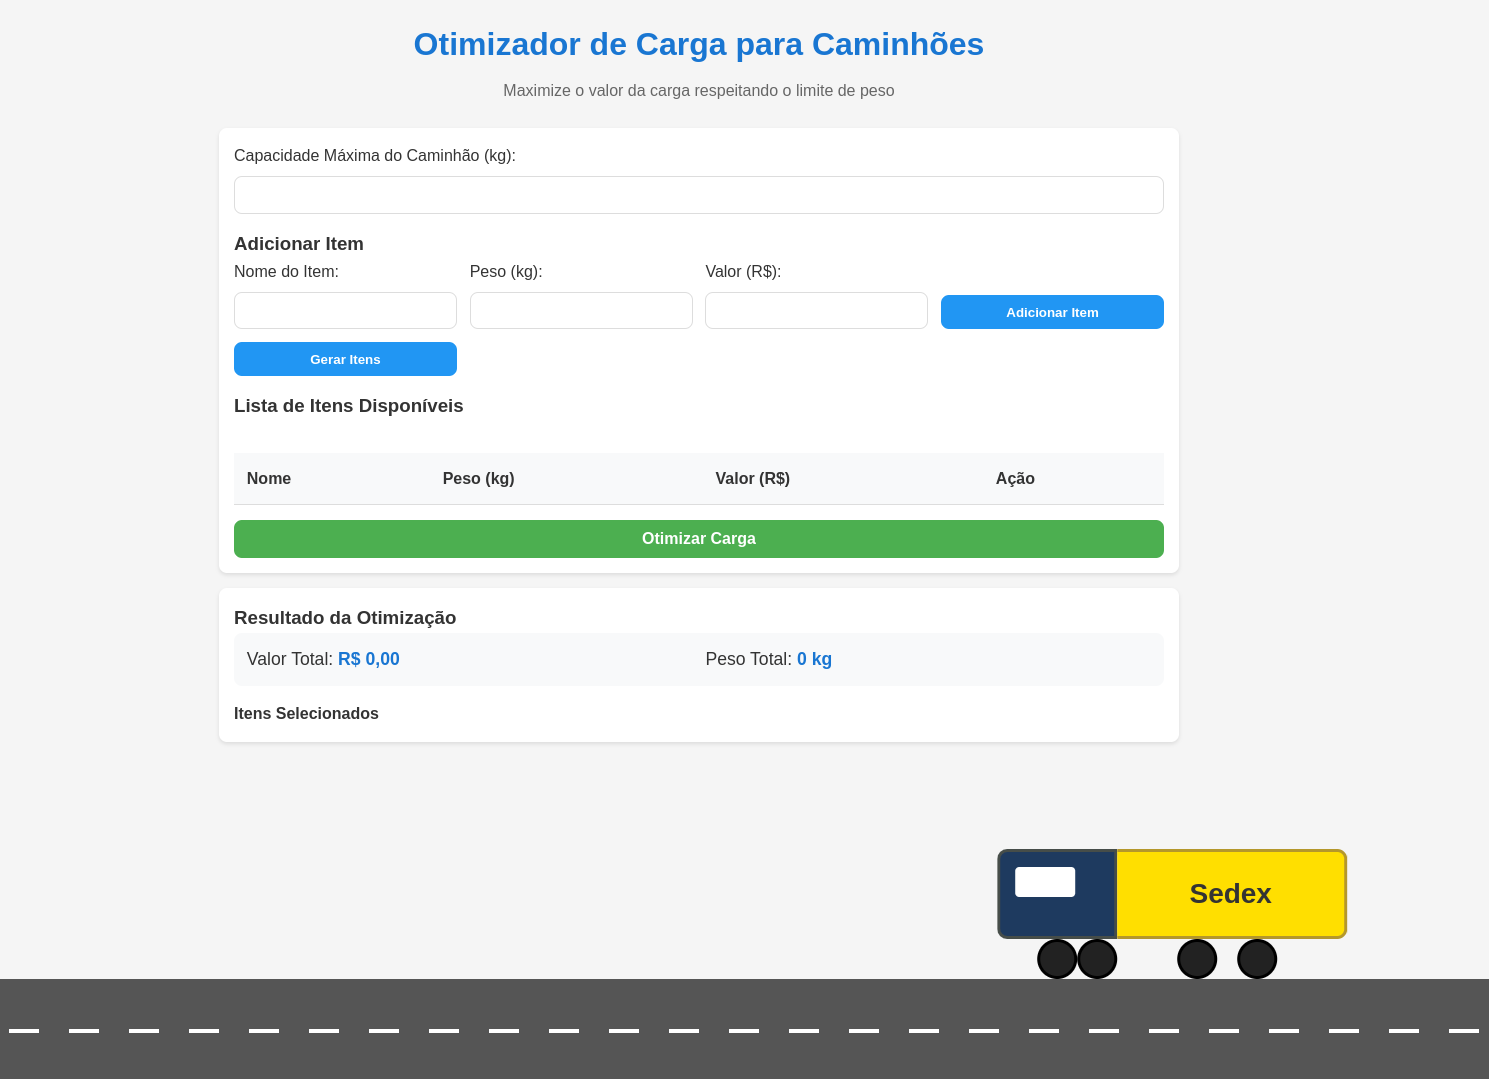 Otimizador de Carga para Caminhões
Maximize o valor da carga respeitando o limite de peso
Capacidade Máxima do Caminhão (kg):
Adicionar Item
Nome do Item: Peso (kg): Valor (R$):
Adicionar Item
Gerar Itens
Lista de Itens Disponíveis
Nome Peso (kg) Valor (R$) Ação
Otimizar Carga
Resultado da Otimização
Valor Total: R$ 0,00 Peso Total: 0 kg
Itens Selecionados
Sedex